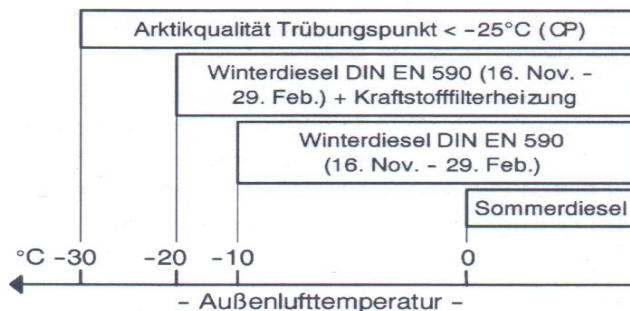 Arktikqualität Trübungspunkt < -25°C (CP)
Winterdiesel DIN EN 590 (16. Nov. -
29. Feb.) + Kraftstofffilterheizung
Winterdiesel DIN EN 590
(16. Nov. - 29. Feb.)
Sommerdiesel
°C -30 -20 -10 0
- Außenlufttemperatur -